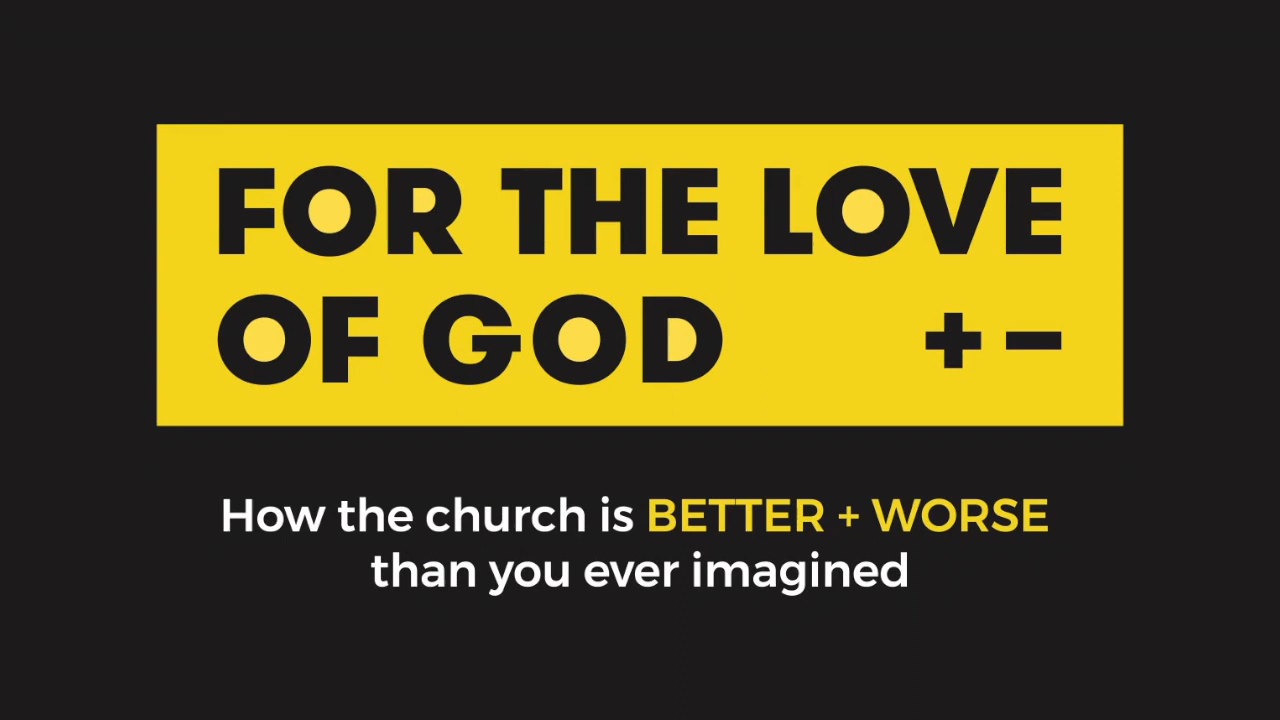 FOR THE LOVE
OF GOD + −
How the church is BETTER + WORSE
than you ever imagined